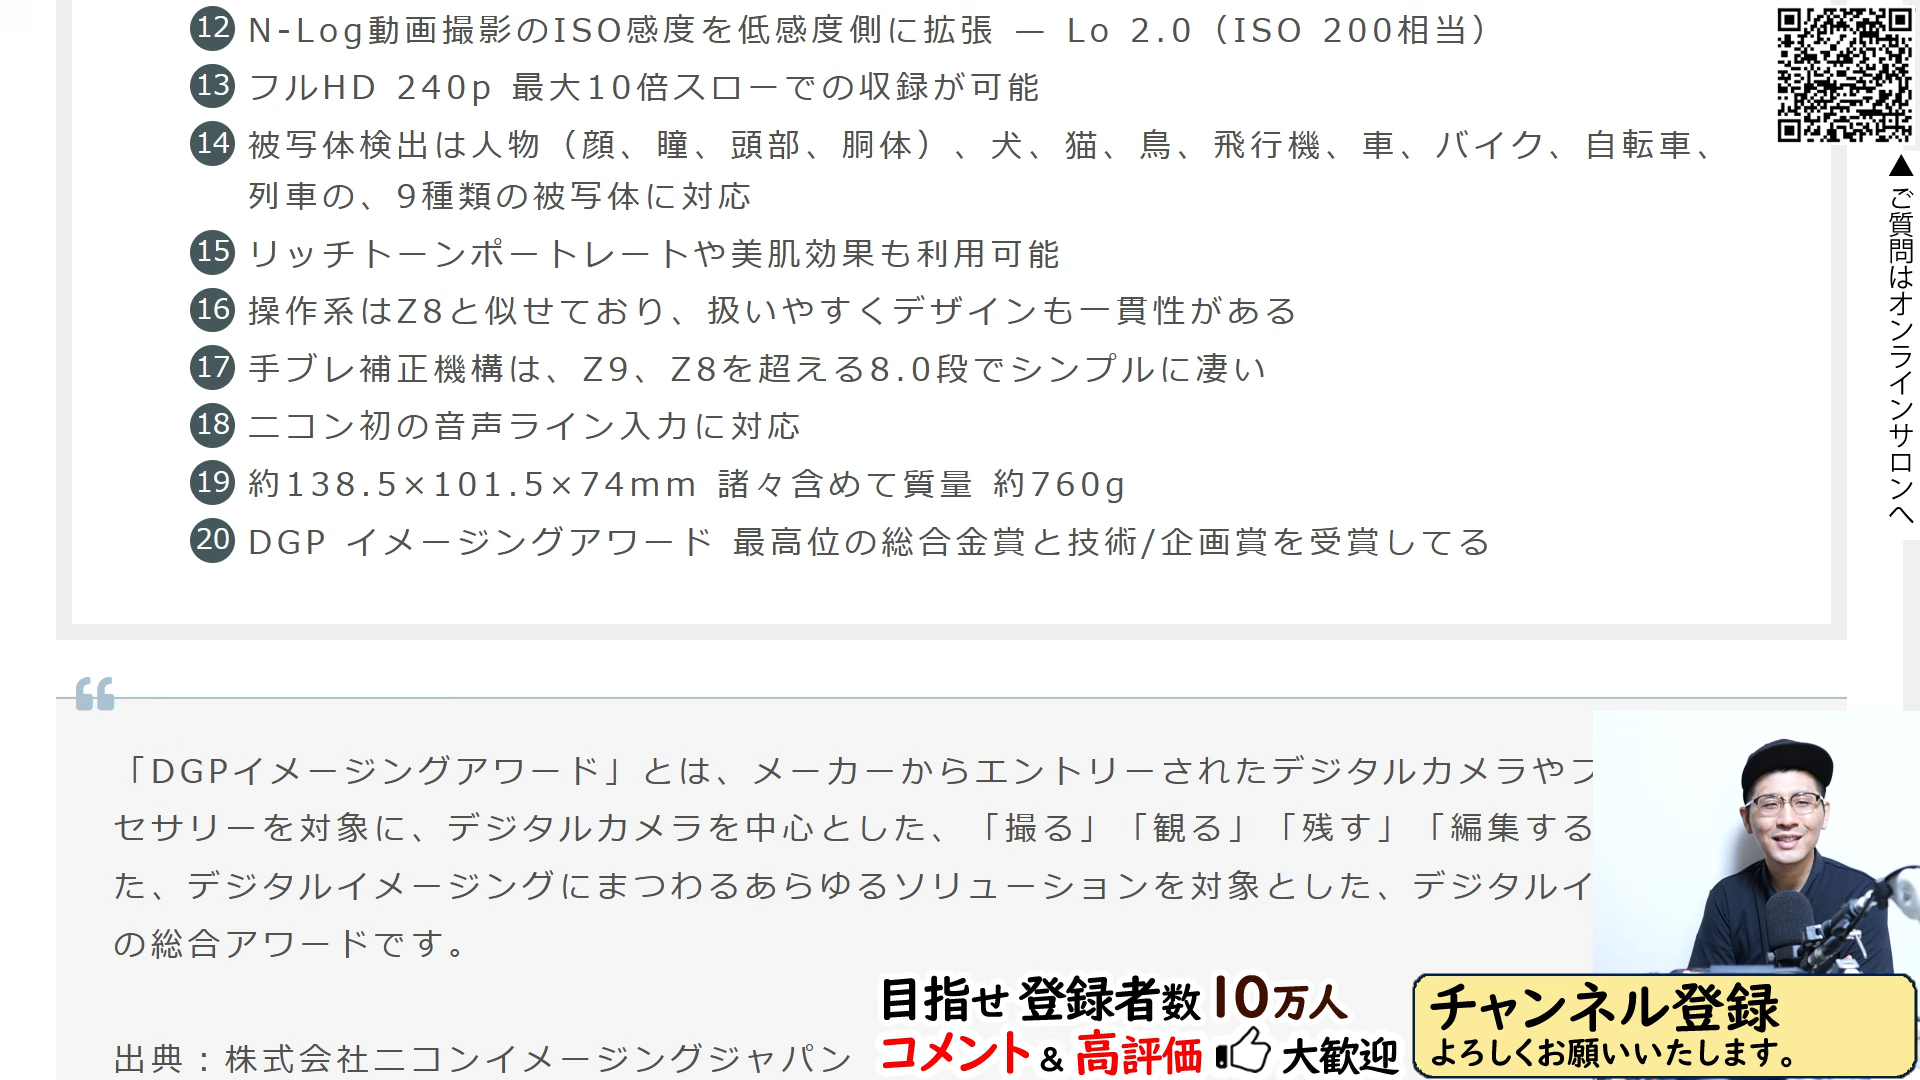 12 N-Log動画撮影のISO感度を低感度側に拡張 — Lo 2.0（ISO 200相当）
13 フルHD 240p 最大10倍スローでの収録が可能
14 被写体検出は人物（顔、瞳、頭部、胴体）、犬、猫、鳥、飛行機、車、バイク、自転車、
列車の、9種類の被写体に対応
15 リッチトーンポートレートや美肌効果も利用可能
16 操作系はZ8と似せており、扱いやすくデザインも一貫性がある
17 手ブレ補正機構は、Z9、Z8を超える8.0段でシンプルに凄い
18 ニコン初の音声ライン入力に対応
19 約138.5×101.5×74mm 諸々含めて質量 約760g
20 DGP イメージングアワード 最高位の総合金賞と技術/企画賞を受賞してる
▲ご質問はオンラインサロンへ
「DGPイメージングアワード」とは、メーカーからエントリーされたデジタルカメラやフ
セサリーを対象に、デジタルカメラを中心とした、「撮る」「観る」「残す」「編集する
た、デジタルイメージングにまつわるあらゆるソリューションを対象とした、デジタルイ
の総合アワードです。
出典：株式会社ニコンイメージングジャパン
目指せ 登録者数 10万人
コメント & 高評価 大歓迎
チャンネル登録
よろしくお願いいたします。